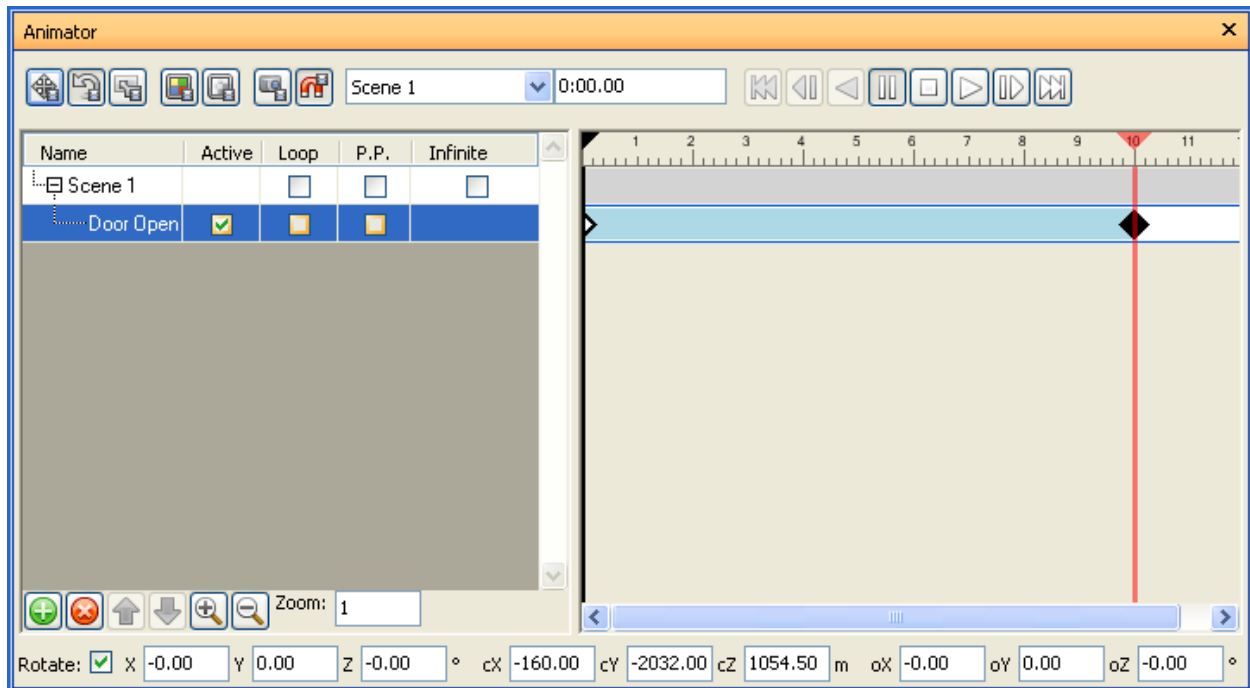 Animator
Scene 1 0:00.00
Name Active Loop P.P. Infinite
1 2 3 4 5 6 7 8 9 10 11
Scene 1
Door Open
Zoom: 1
Rotate: X -0.00 Y 0.00 Z -0.00 ° cX -160.00 cY -2032.00 cZ 1054.50 m oX -0.00 oY 0.00 oZ -0.00 °